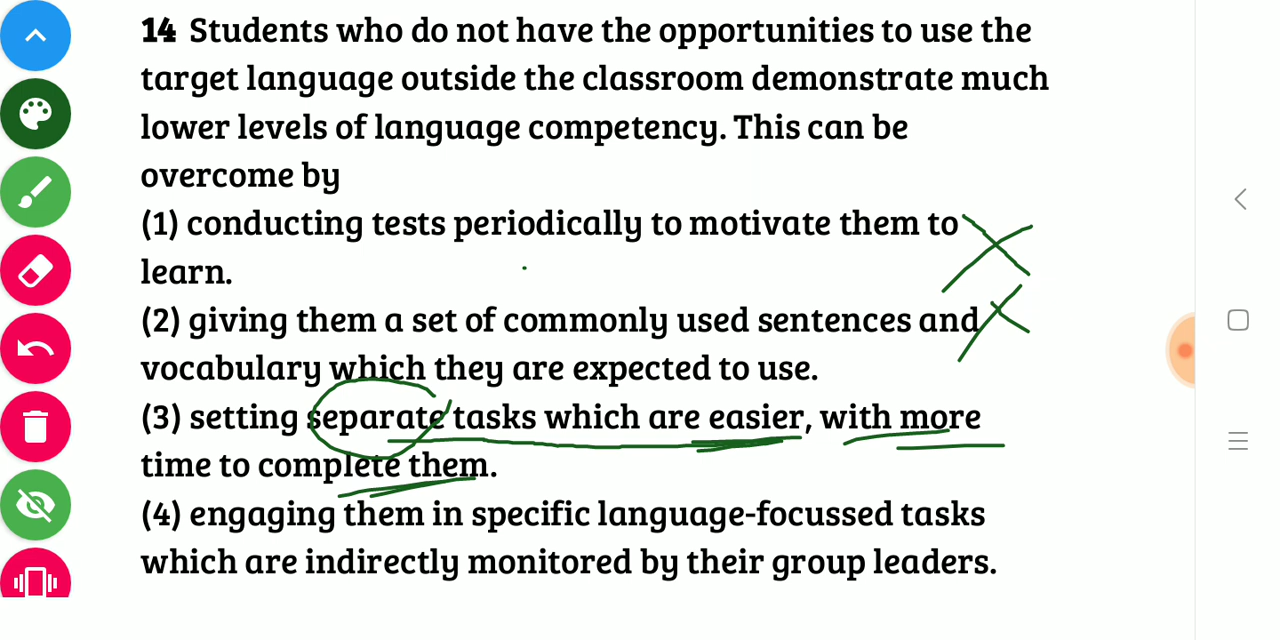 14 Students who do not have the opportunities to use the
target language outside the classroom demonstrate much
lower levels of language competency. This can be
overcome by
(1) conducting tests periodically to motivate them to
learn.
(2) giving them a set of commonly used sentences and
vocabulary which they are expected to use.
(3) setting separate tasks which are easier, with more
time to complete them.
(4) engaging them in specific language-focussed tasks
which are indirectly monitored by their group leaders.